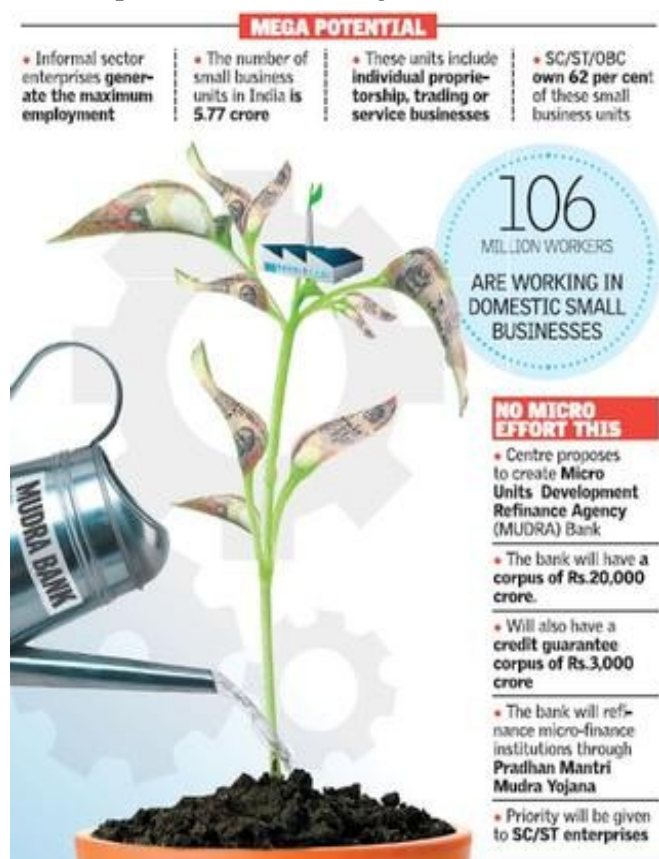 MEGA POTENTIAL
• Informal sector
enterprises gener-
ate the maximum
employment
• The number of
small business
units in India is
5.77 crore
• These units include
individual proprie-
torship, trading or
service businesses
• SC/ST/OBC
own 62 per cent
of these small
business units
106
MILLION WORKERS
ARE WORKING IN
DOMESTIC SMALL
BUSINESSES
MUDRA BANK
NO MICRO
EFFORT THIS
• Centre proposes
to create Micro
Units Development
Refinance Agency
(MUDRA) Bank
• The bank will have a
corpus of Rs.20,000
crore.
• Will also have a
credit guarantee
corpus of Rs.3,000
crore
• The bank will refi-
nance micro-finance
institutions through
Pradhan Mantri
Mudra Yojana
• Priority will be given
to SC/ST enterprises